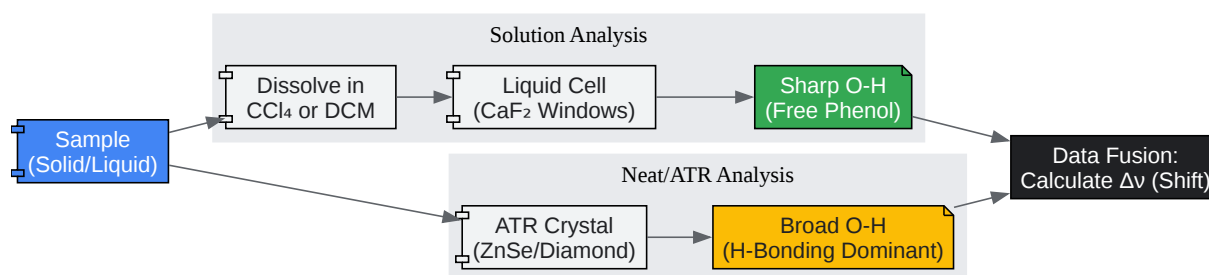 Solution Analysis
Dissolve in
CCl₄ or DCM
Liquid Cell
(CaF₂ Windows)
Sharp O-H
(Free Phenol)
Sample
(Solid/Liquid)
Data Fusion:
Calculate Δν (Shift)
Neat/ATR Analysis
ATR Crystal
(ZnSe/Diamond)
Broad O-H
(H-Bonding Dominant)